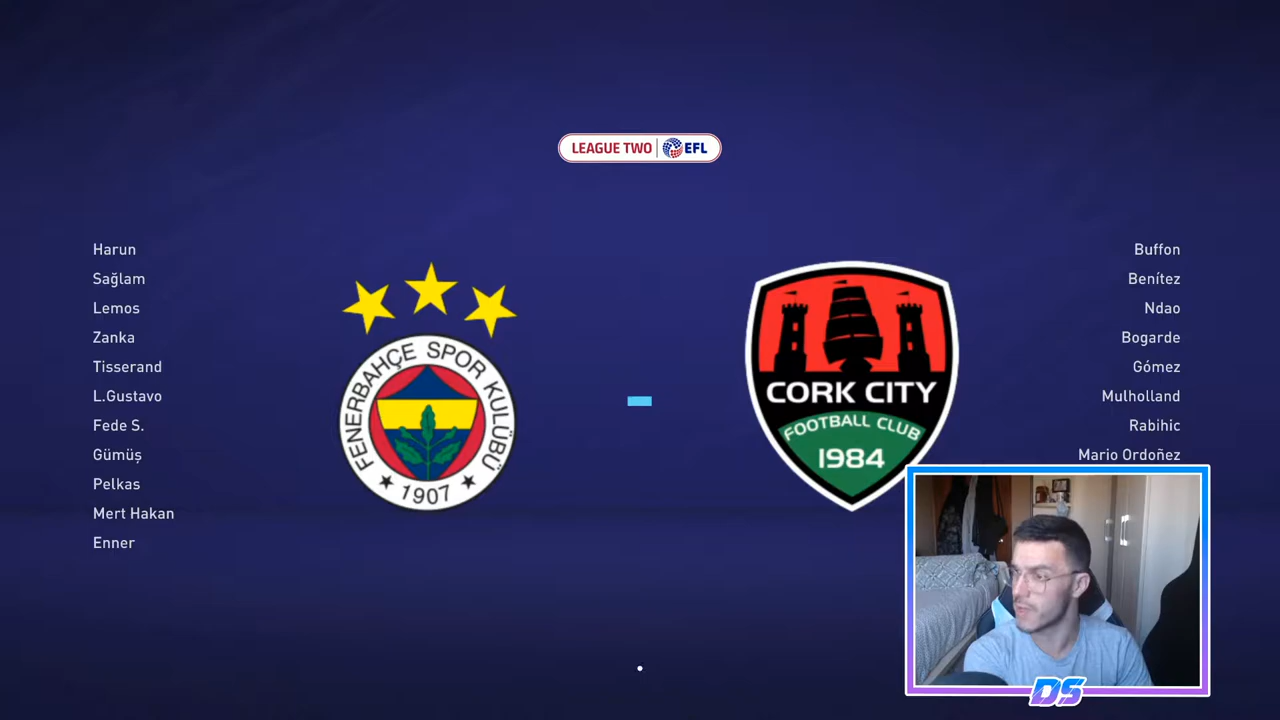 LEAGUE TWO EFL
Harun
Sağlam
Lemos
Zanka
Tisserand
L.Gustavo
Fede S.
Gümüş
Pelkas
Mert Hakan
Enner
FENERBAHÇE SPOR KULÜBÜ
1907
CORK CITY
FOOTBALL CLUB
1984
Buffon
Benítez
Ndao
Bogarde
Gómez
Mulholland
Rabihic
Mario Ordoñez
DS